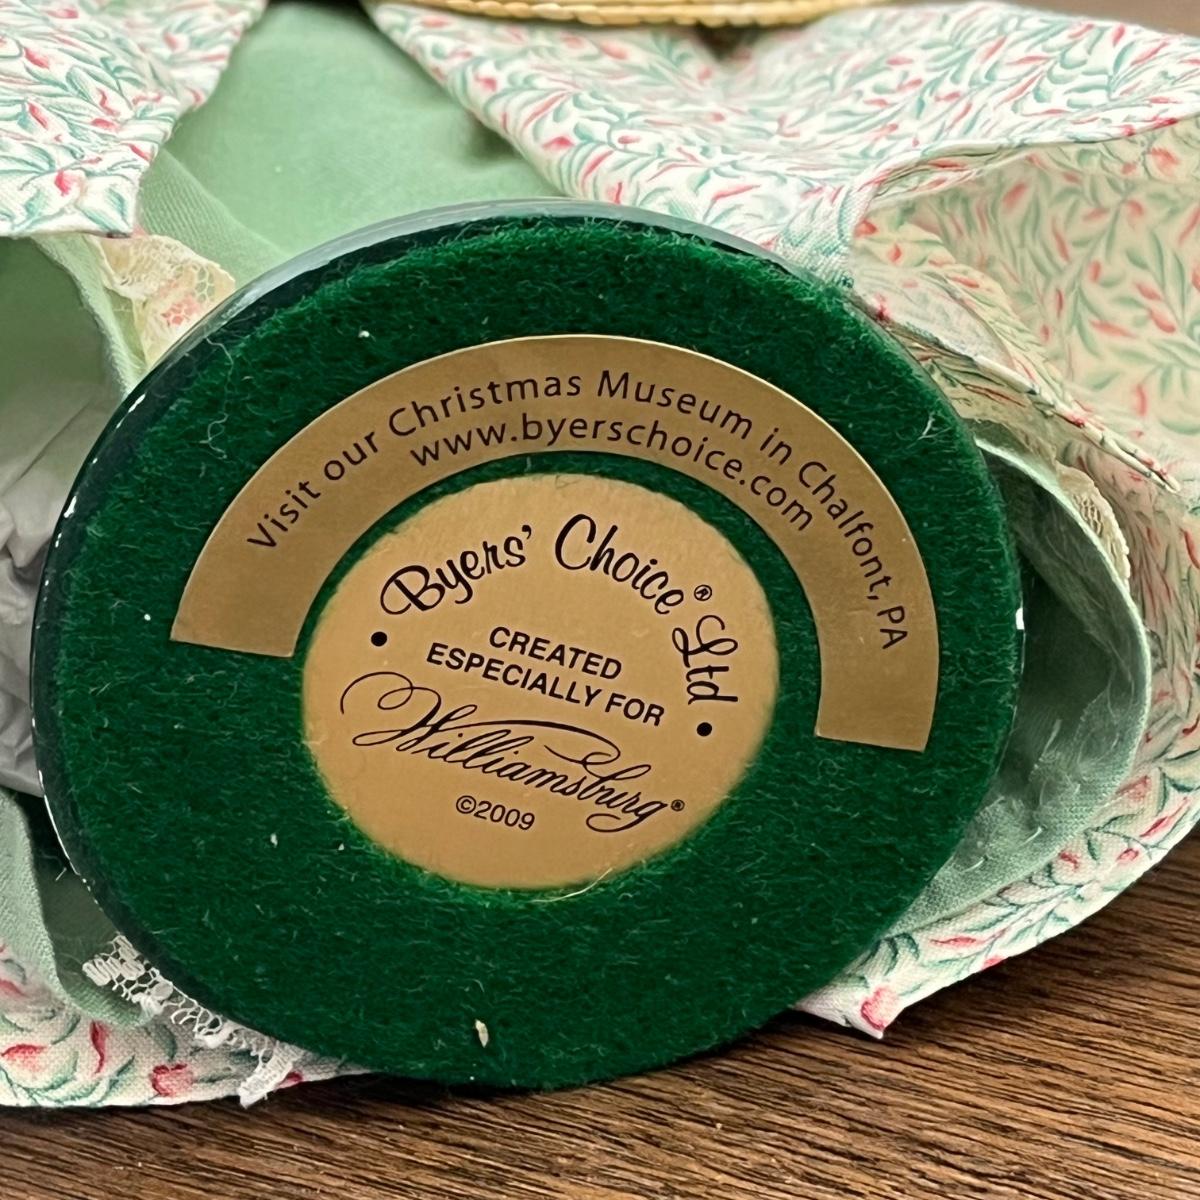 Visit our Christmas Museum in Chalfont, PA
www.byerschoice.com
Byers' Choice® Ltd
• CREATED •
ESPECIALLY FOR
Williamsburg®
©2009